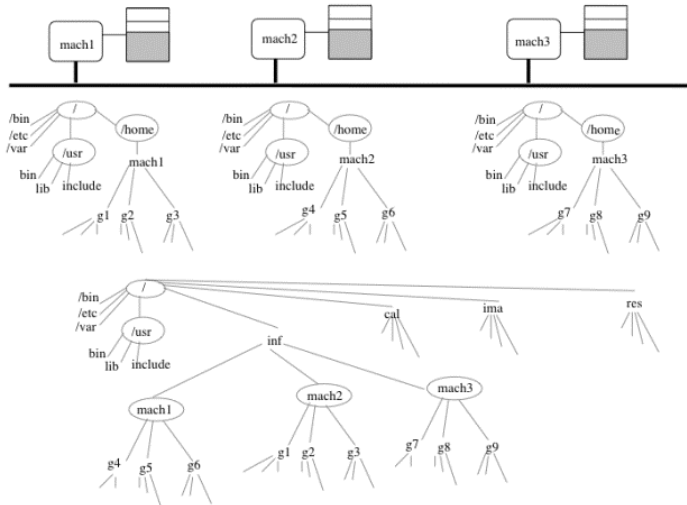 mach1 mach2 mach3
/ / /
/bin /home /bin /home /bin /home
/etc /etc /etc
/var /var /var
/usr /usr /usr
mach1 mach2 mach3
bin bin bin
lib include lib include lib include
g1 g2 g3 g4 g5 g6 g7 g8 g9
/
/bin
/etc
/var
cal ima res
/usr
inf
bin
lib include
mach1 mach2 mach3
g4 g5 g6 g1 g2 g3 g7 g8 g9